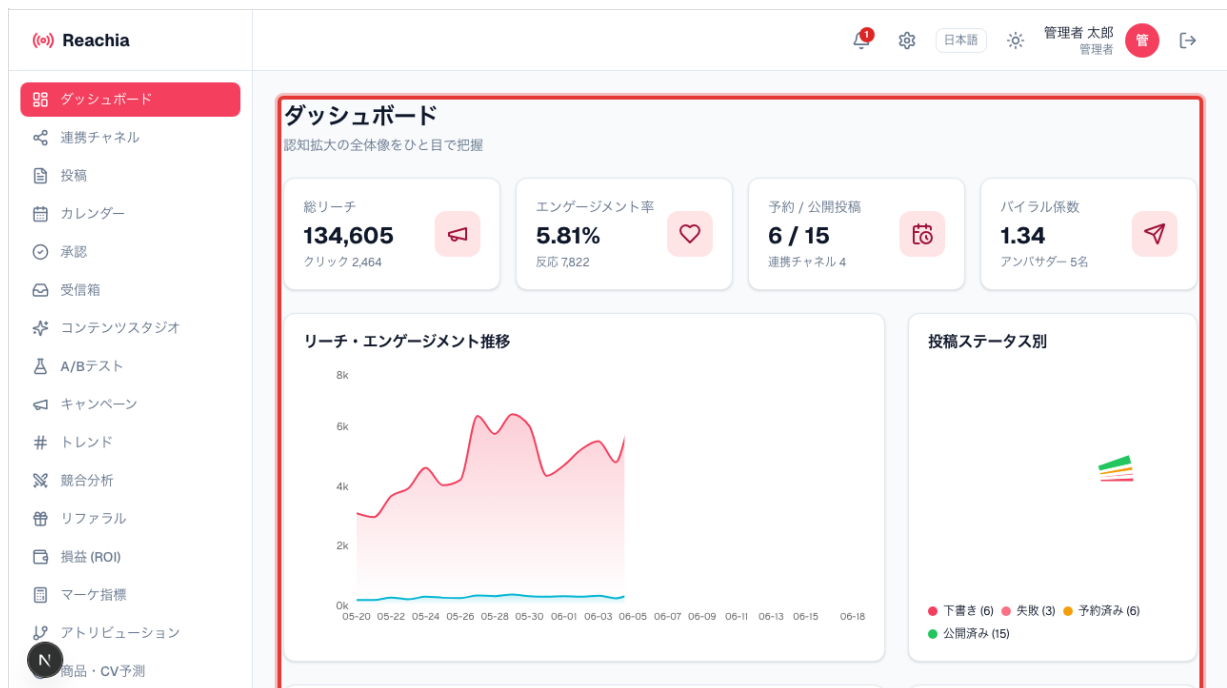 Reachia
1
日本語
管理者 太郎
管理者
管
ダッシュボード
連携チャネル
投稿
カレンダー
承認
受信箱
コンテンツスタジオ
A/Bテスト
キャンペーン
トレンド
競合分析
リファラル
損益 (ROI)
マーケ指標
アトリビューション
商品・CV予測
N
ダッシュボード
認知拡大の全体像をひと目で把握
総リーチ
134,605
クリック 2,464
エンゲージメント率
5.81%
反応 7,822
予約 / 公開投稿
6 / 15
連携チャネル 4
バイラル係数
1.34
アンバサダー 5名
リーチ・エンゲージメント推移
8k
6k
4k
2k
0k
05-20 05-22 05-24 05-26 05-28 05-30 06-01 06-03 06-05 06-07 06-09 06-11 06-13 06-15 06-18
投稿ステータス別
下書き (6) 失敗 (3) 予約済み (6)
公開済み (15)